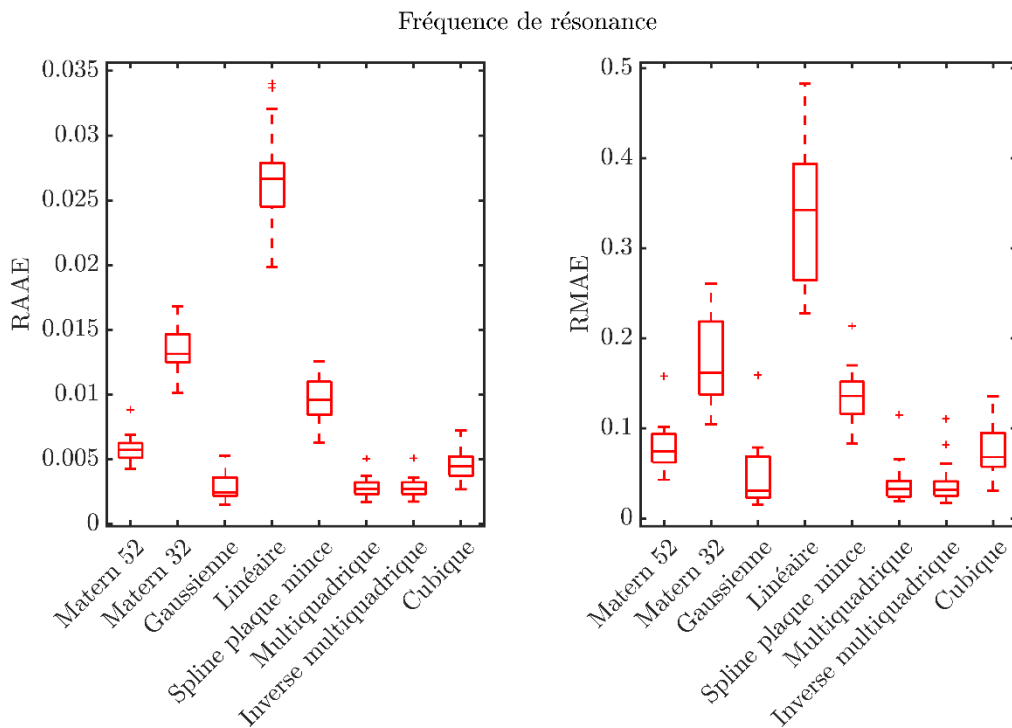 Fréquence de résonance
RAAE
0.035
0.03
0.025
0.02
0.015
0.01
0.005
0
Matern 52
Matern 32
Gaussienne
Linéaire
Spline plaque mince
Multiquadrique
Inverse multiquadrique
Cubique
RMAE
0.5
0.4
0.3
0.2
0.1
0
Matern 52
Matern 32
Gaussienne
Linéaire
Spline plaque mince
Multiquadrique
Inverse multiquadrique
Cubique